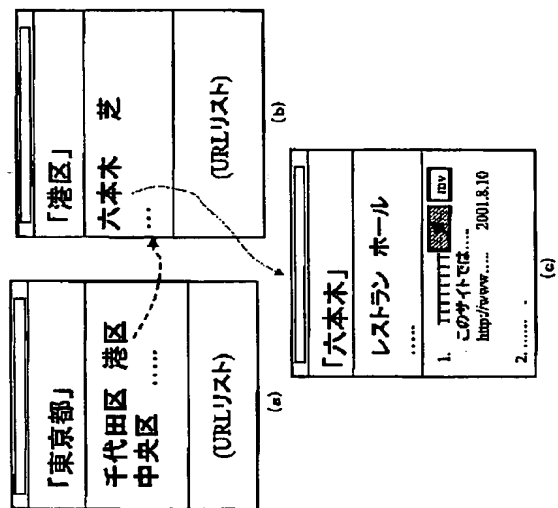 「東京都」
千代田区 港区
中央区 .....
(URLリスト)
(a)
「港区」
六本木 芝
....
(URLリスト)
(b)
「六本木」
レストラン ホール
.....
1. TTTTTTTT mv
このサイトでは.....
http://www..... 2001.8.10
2. ...... .
(c)